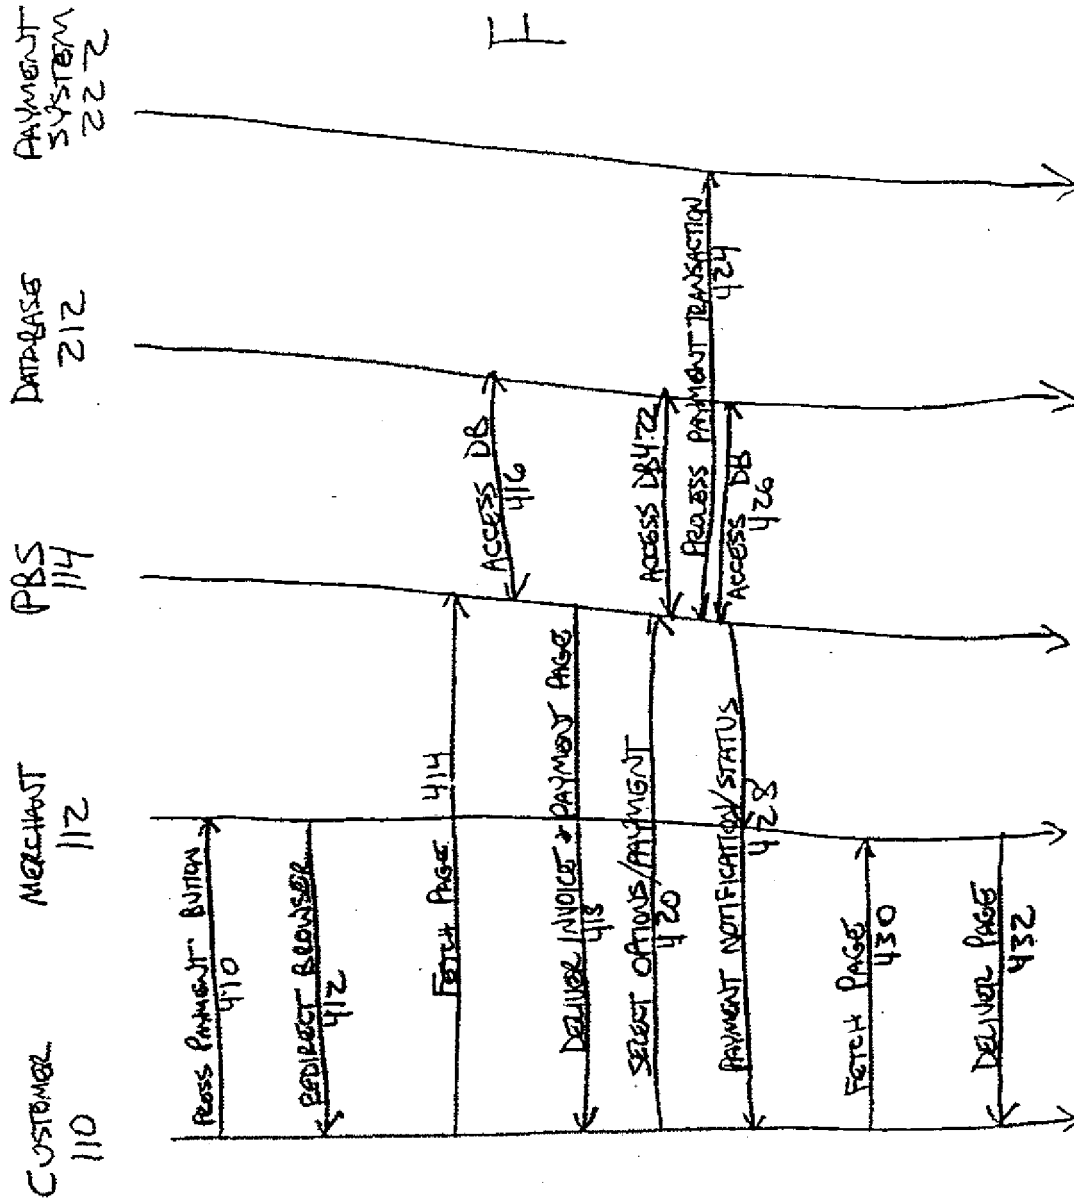 CUSTOMER
110
MERCHANT
112
PBS
114
DATABASE
212
PAYMENT
SYSTEM
222
PRESS PAYMENT BUTTON
410
REDIRECT BROWSER
412
FETCH PAGE 414
ACCESS DB
416
DELIVER INVOICE & PAYMENT PAGE
418
SELECT OPTIONS/PAYMENT
420
ACCESS DB 422
PROCESS PAYMENT TRANSACTION
424
ACCESS DB
426
PAYMENT NOTIFICATION/STATUS
428
FETCH PAGE
430
DELIVER PAGE
432